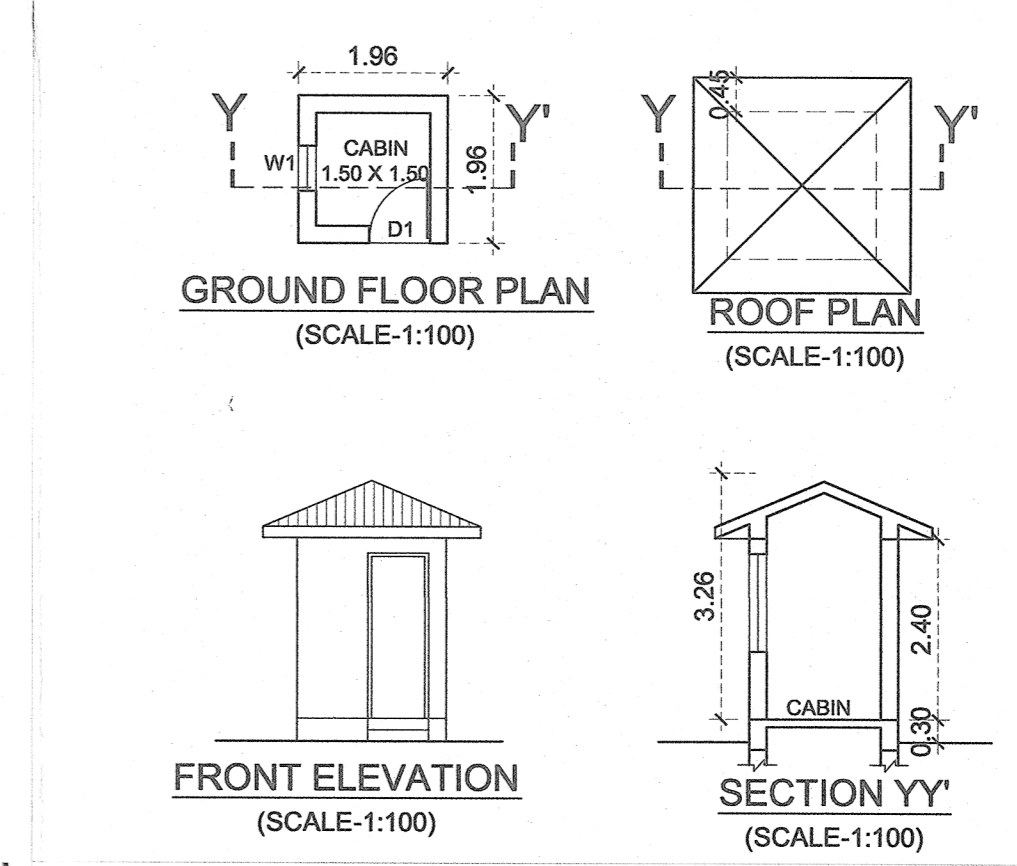 1.96
Y
Y'
W1
CABIN
1.50 X 1.50
1.96
D1
GROUND FLOOR PLAN
(SCALE-1:100)
0.45
Y
Y'
ROOF PLAN
(SCALE-1:100)
FRONT ELEVATION
(SCALE-1:100)
3.26
2.40
CABIN
0.30
SECTION YY'
(SCALE-1:100)